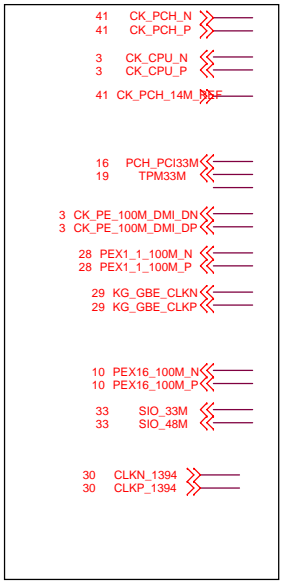 41 CK_PCH_N
41 CK_PCH_P
3 CK_CPU_N
3 CK_CPU_P
41 CK_PCH_14M_REF
16 PCH_PCI33M
19 TPM33M
3 CK_PE_100M_DMI_DN
3 CK_PE_100M_DMI_DP
28 PEX1_1_100M_N
28 PEX1_1_100M_P
29 KG_GBE_CLKN
29 KG_GBE_CLKP
10 PEX16_100M_N
10 PEX16_100M_P
33 SIO_33M
33 SIO_48M
30 CLKN_1394
30 CLKP_1394